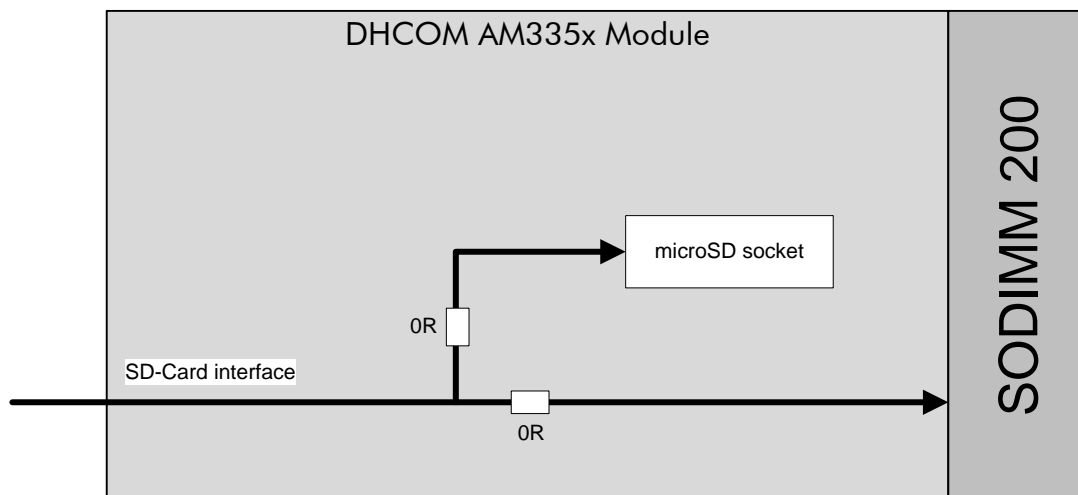 DHCOM AM335x Module
SODIMM 200
microSD socket
0R
SD-Card interface
0R